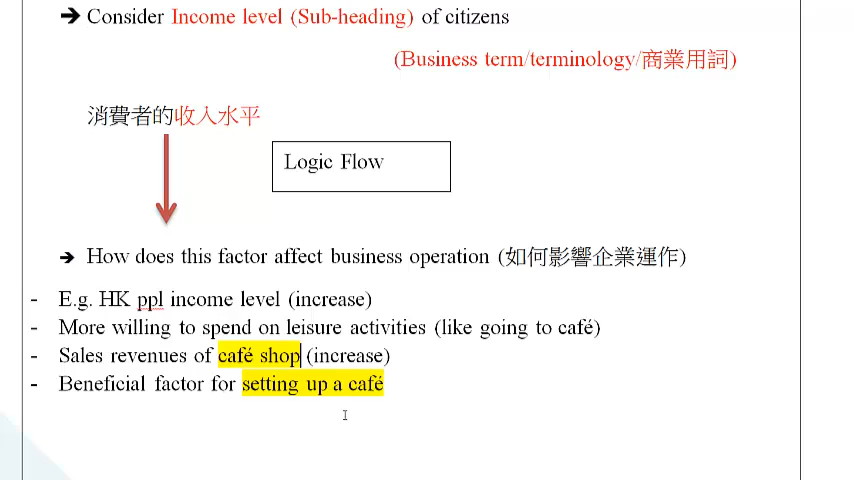 ➔ Consider Income level (Sub-heading) of citizens
(Business term/terminology/商業用詞)
消費者的收入水平
Logic Flow
➔ How does this factor affect business operation (如何影響企業運作)
- E.g. HK ppl income level (increase)
- More willing to spend on leisure activities (like going to café)
- Sales revenues of café shop (increase)
- Beneficial factor for setting up a café